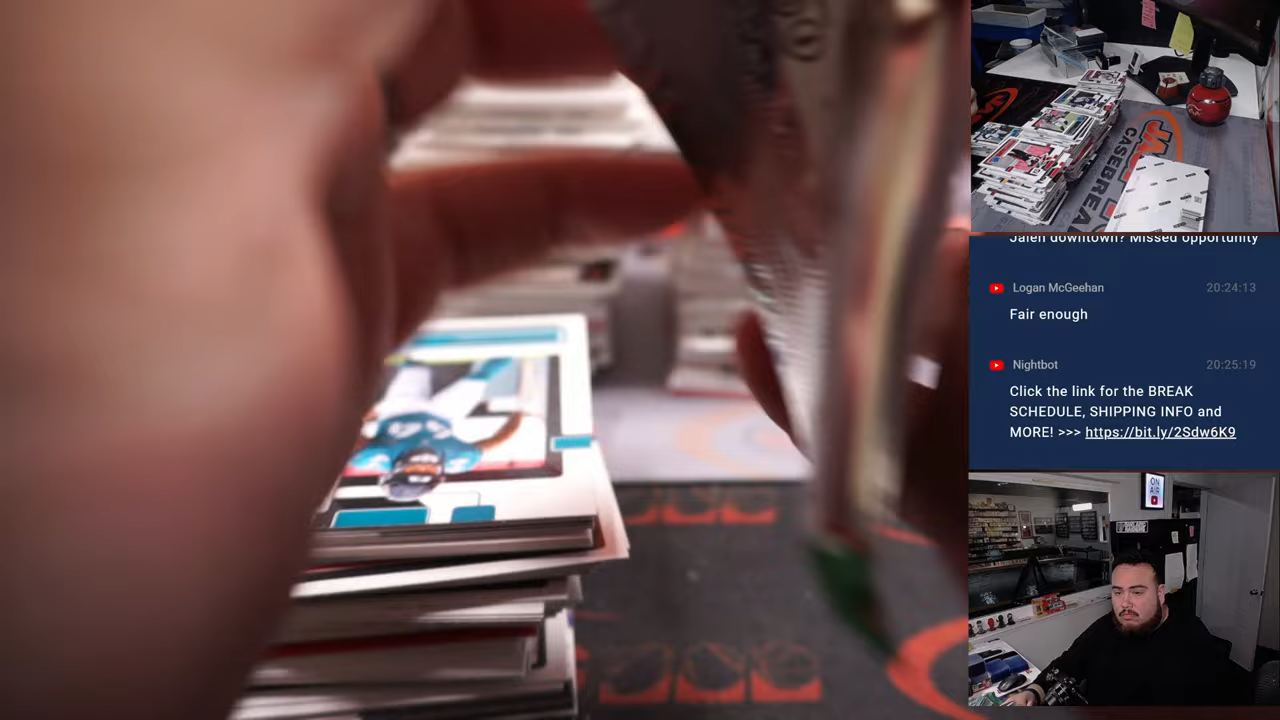 Jalen downtown? Missed opportunity
Logan McGeehan 20:24:13
Fair enough
Nightbot 20:25:19
Click the link for the BREAK
SCHEDULE, SHIPPING INFO and
MORE! >>> https://bit.ly/2Sdw6K9
ON
AIR
CASEBREA